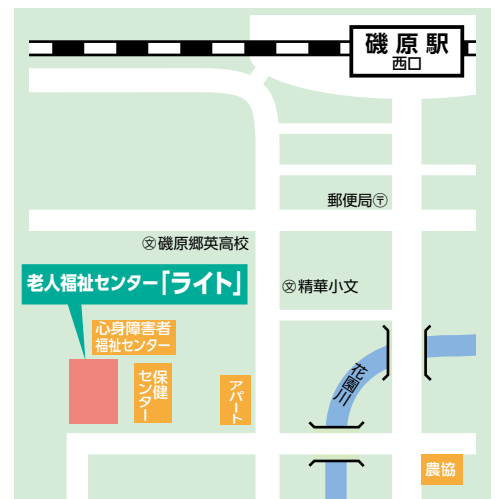 磯原駅
西口
郵便局〒
文磯原郷英高校
老人福祉センター「ライト」
文精華小文
心身障害者
福祉センター
保健
センター
アパート
花園川
農協